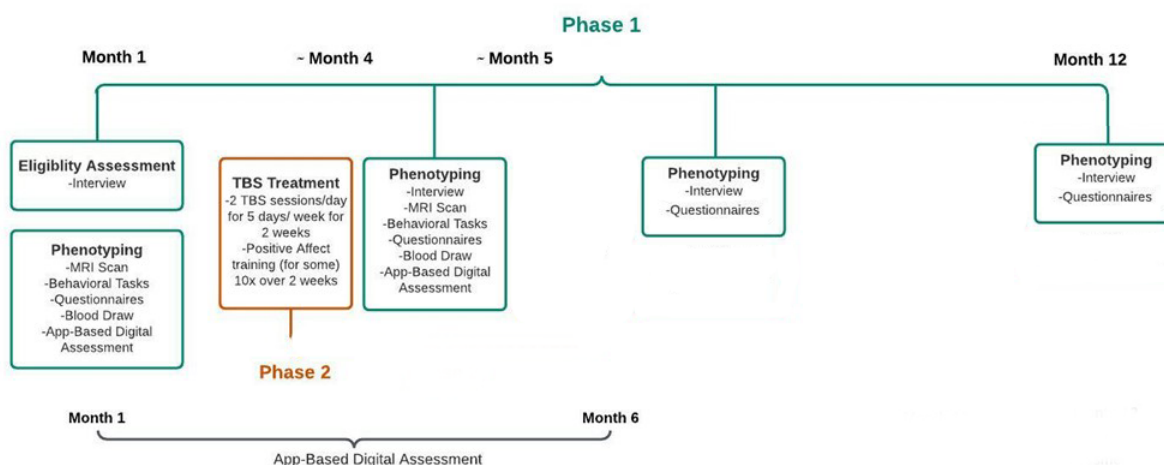 Phase 1
Month 1
~ Month 4
~ Month 5
Month 12
Eligiblity Assessment
-Interview
Phenotyping
-MRI Scan
-Behavioral Tasks
-Questionnaires
-Blood Draw
-App-Based Digital
Assessment
TBS Treatment
-2 TBS sessions/day
for 5 days/ week for
2 weeks
-Positive Affect
training (for some)
10x over 2 weeks
Phase 2
Phenotyping
-Interview
-MRI Scan
-Behavioral Tasks
-Questionnaires
-Blood Draw
-App-Based Digital
Assessment
Phenotyping
-Interview
-Questionnaires
Phenotyping
-Interview
-Questionnaires
Month 1
Month 6
App-Based Digital Assessment